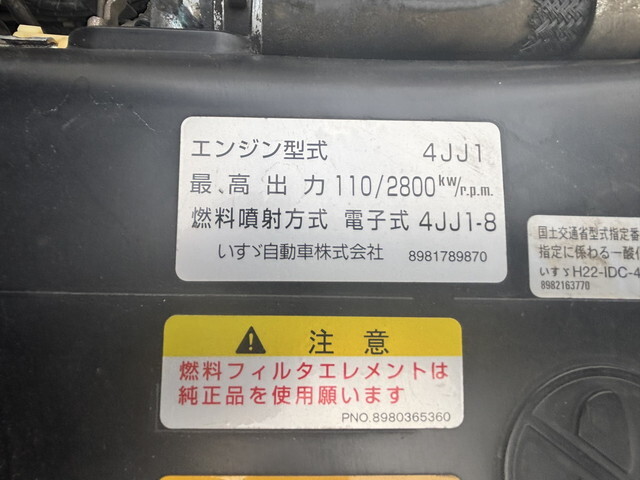 エンジン型式 4JJ1
最高出力 110/2800kw/r.p.m.
燃料噴射方式 電子式 4JJ1-8
いすゞ自動車株式会社 8981789870
国土交通省型式指定番
指定に係わる一酸化
いすゞH22-IDC-4
8982163770
注意
燃料フィルタエレメントは
純正品を使用願います
PNO.8980365360